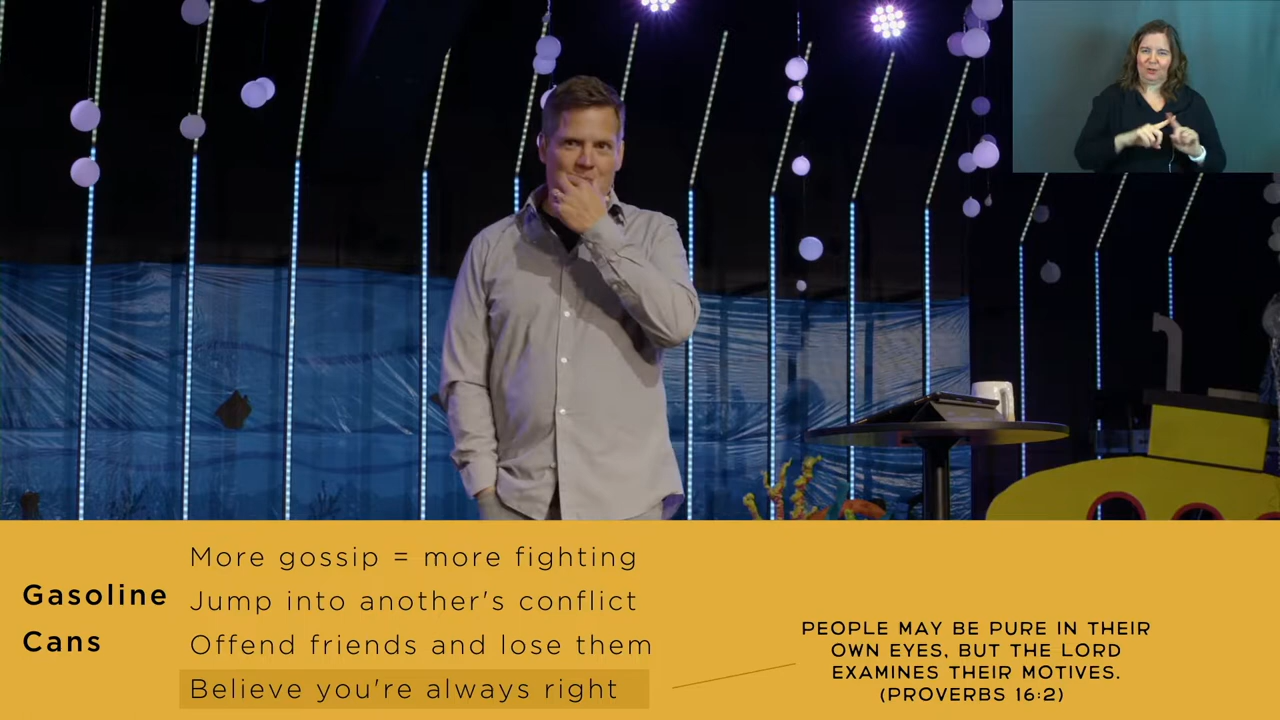 Gasoline
Cans
More gossip = more fighting
Jump into another's conflict
Offend friends and lose them
Believe you're always right
PEOPLE MAY BE PURE IN THEIR
OWN EYES, BUT THE LORD
EXAMINES THEIR MOTIVES.
(PROVERBS 16:2)